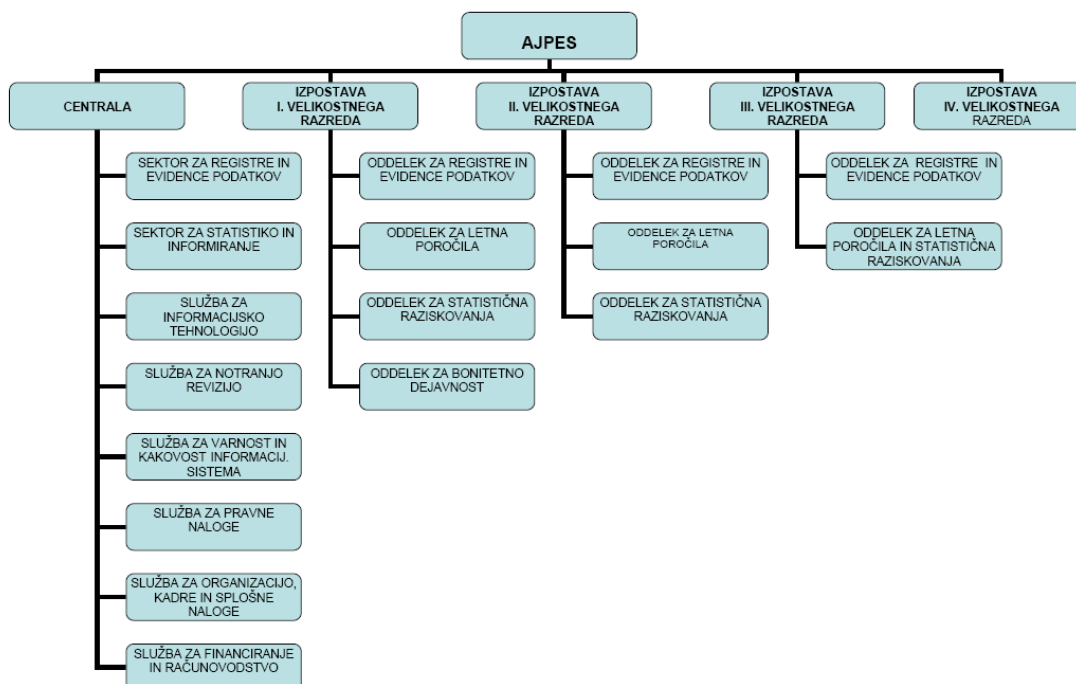 AJPES
CENTRALA
IZPOSTAVA
I. VELIKOSTNEGA
RAZREDA
IZPOSTAVA
II. VELIKOSTNEGA
RAZREDA
IZPOSTAVA
III. VELIKOSTNEGA
RAZREDA
IZPOSTAVA
IV. VELIKOSTNEGA
RAZREDA
SEKTOR ZA REGISTRE IN
EVIDENCE PODATKOV
SEKTOR ZA STATISTIKO IN
INFORMIRANJE
SLUŽBA ZA
INFORMACIJSKO
TEHNOLOGIJO
SLUŽBA ZA NOTRANJO
REVIZIJO
SLUŽBA ZA VARNOST IN
KAKOVOST INFORMACIJ.
SISTEMA
SLUŽBA ZA PRAVNE
NALOGE
SLUŽBA ZA ORGANIZACIJO,
KADRE IN SPLOŠNE
NALOGE
SLUŽBA ZA FINANCIRANJE
IN RAČUNOVODSTVO
ODDELEK ZA REGISTRE IN
EVIDENCE PODATKOV
ODDELEK ZA LETNA
POROČILA
ODDELEK ZA STATISTIČNA
RAZISKOVANJA
ODDELEK ZA BONITETNO
DEJAVNOST
ODDELEK ZA REGISTRE IN
EVIDENCE PODATKOV
ODDELEK ZA LETNA
POROČILA
ODDELEK ZA STATISTIČNA
RAZISKOVANJA
ODDELEK ZA REGISTRE IN
EVIDENCE PODATKOV
ODDELEK ZA LETNA
POROČILA IN STATISTIČNA
RAZISKOVANJA